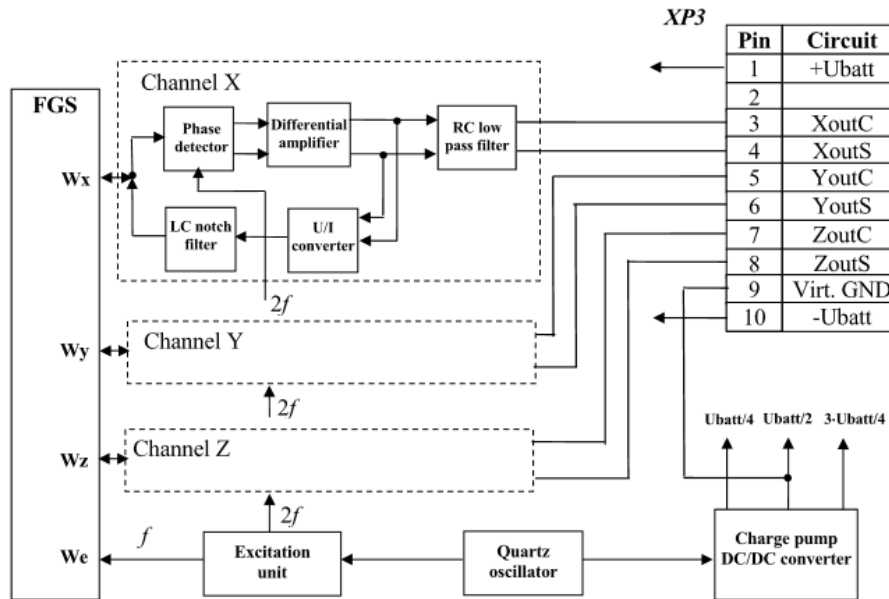 XP3
Pin Circuit
1 +Ubatt
2
3 XoutC
4 XoutS
5 YoutC
6 YoutS
7 ZoutC
8 ZoutS
9 Virt. GND
10 -Ubatt
FGS
Wx
Wy
Wz
We
Channel X
Phase
detector
Differential
amplifier
RC low
pass filter
LC notch
filter
U/I
converter
2f
Channel Y
2f
Channel Z
2f
f
Excitation
unit
Quartz
oscillator
Ubatt/4 Ubatt/2 3·Ubatt/4
Charge pump
DC/DC converter